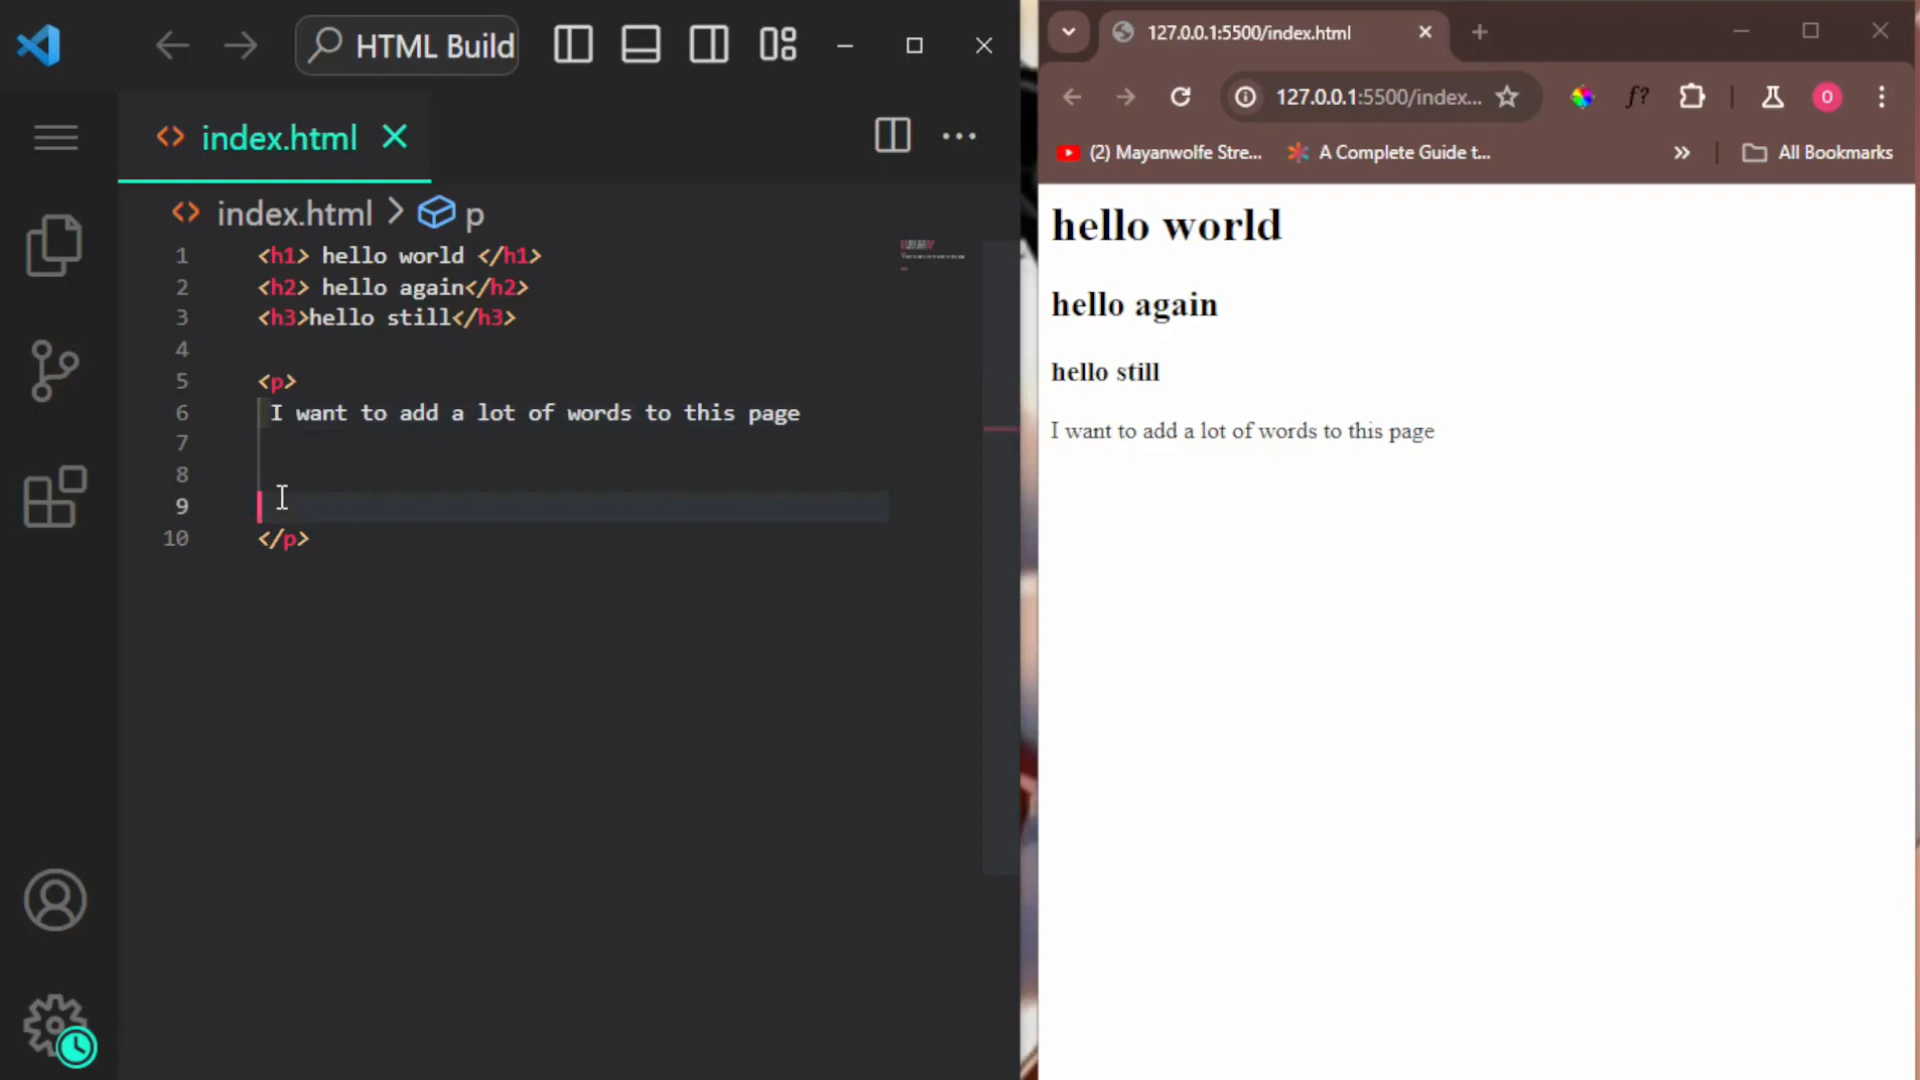 HTML Build
index.html
index.html > p
1 <h1> hello world </h1>
2 <h2> hello again</h2>
3 <h3>hello still</h3>
4
5 <p>
6 I want to add a lot of words to this page
7
8
9
10 </p>
127.0.0.1:5500/index.html
127.0.0.1:5500/index...
f?
O
(2) Mayanwolfe Stre...
A Complete Guide t...
All Bookmarks
hello world
hello again
hello still
I want to add a lot of words to this page